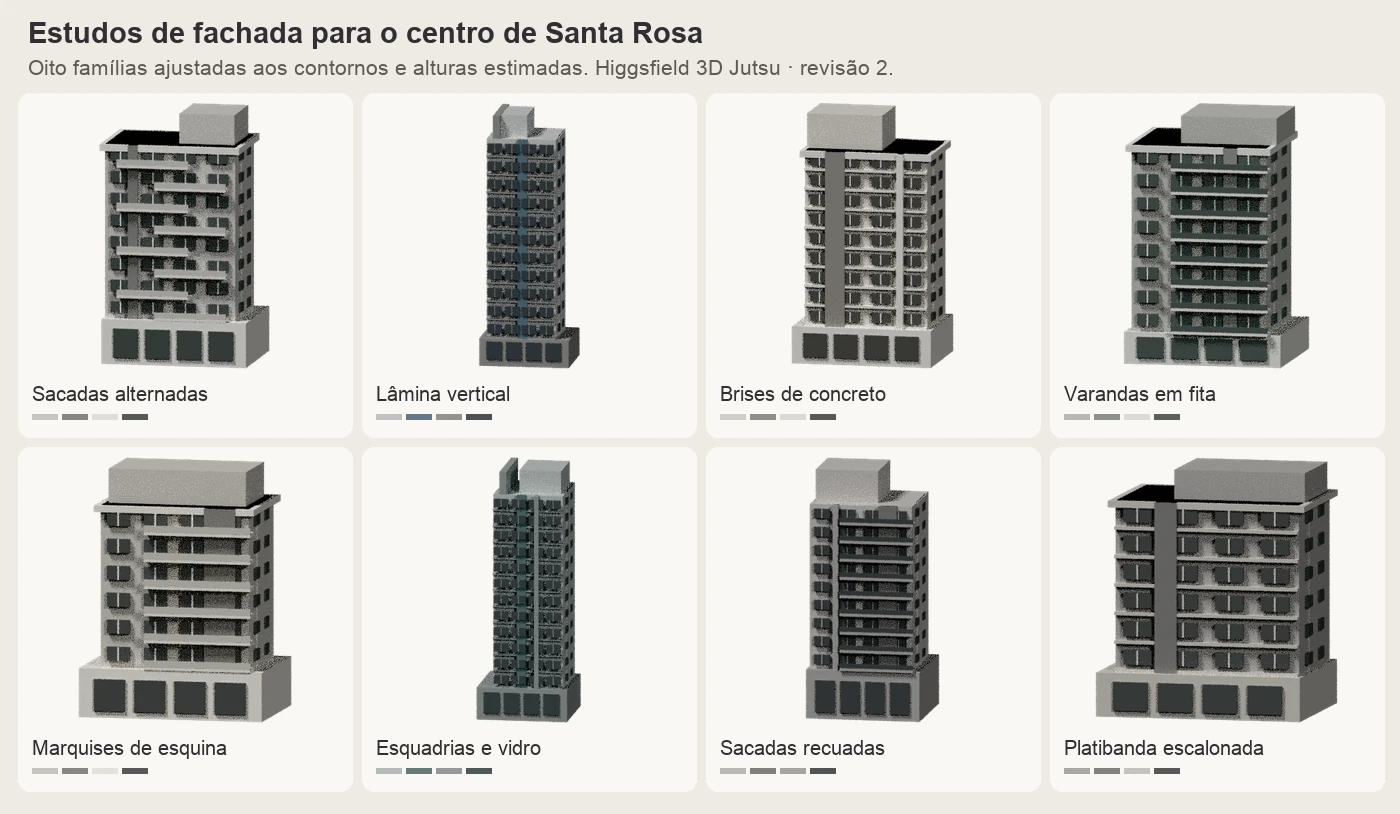 Estudos de fachada para o centro de Santa Rosa
Oito famílias ajustadas aos contornos e alturas estimadas. Higgsfield 3D Jutsu · revisão 2.
Sacadas alternadas
Lâmina vertical
Brises de concreto
Varandas em fita
Marquises de esquina
Esquadrias e vidro
Sacadas recuadas
Platibanda escalonada